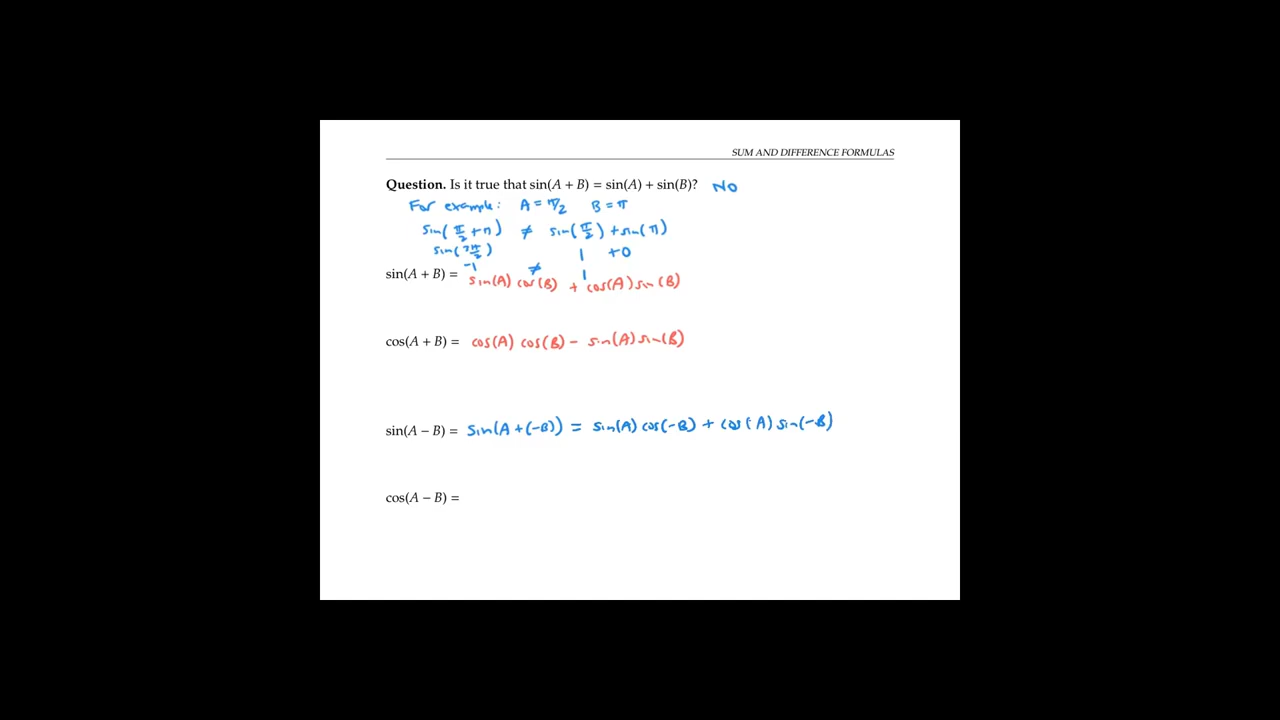 SUM AND DIFFERENCE FORMULAS
Question. Is it true that sin(A + B) = sin(A) + sin(B)? NO
For example: A = π/2 B = π
sin(π/2 + π) ≠ sin(π/2) + sin(π)
sin(3π/2) 1 + 0
-1 ≠ 1
sin(A + B) = sin(A) cos(B) + cos(A) sin(B)
cos(A + B) = cos(A) cos(B) - sin(A) sin(B)
sin(A − B) = sin(A + (-B)) = sin(A) cos(-B) + cos(A) sin(-B)
cos(A − B) =